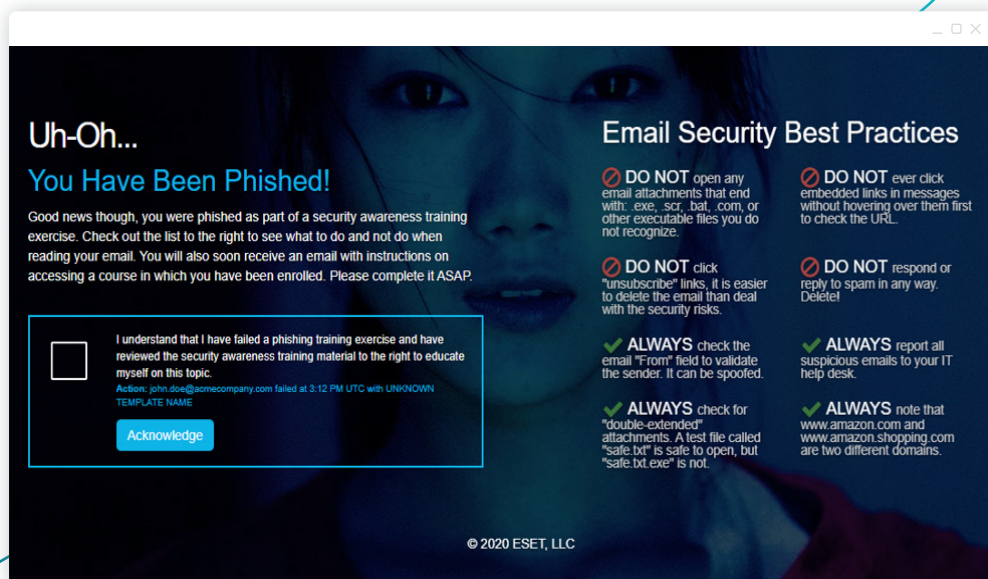 Uh-Oh...
You Have Been Phished!
Good news though, you were phished as part of a security awareness training
exercise. Check out the list to the right to see what to do and not do when
reading your email. You will also soon receive an email with instructions on
accessing a course in which you have been enrolled. Please complete it ASAP.
I understand that I have failed a phishing training exercise and have
reviewed the security awareness training material to the right to educate
myself on this topic.
Action: john.doe@acmecompany.com failed at 3:12 PM UTC with UNKNOWN
TEMPLATE NAME
Acknowledge
Email Security Best Practices
DO NOT open any
email attachments that end
with: .exe, .scr, .bat, .com, or
other executable files you do
not recognize.
DO NOT ever click
embedded links in messages
without hovering over them first
to check the URL.
DO NOT click
"unsubscribe" links, it is easier
to delete the email than deal
with the security risks.
DO NOT respond or
reply to spam in any way.
Delete!
ALWAYS check the
email "From" field to validate
the sender. It can be spoofed.
ALWAYS report all
suspicious emails to your IT
help desk.
ALWAYS check for
"double-extended"
attachments. A test file called
"safe.txt" is safe to open, but
"safe.txt.exe" is not.
ALWAYS note that
www.amazon.com and
www.amazon.shopping.com
are two different domains.
© 2020 ESET, LLC